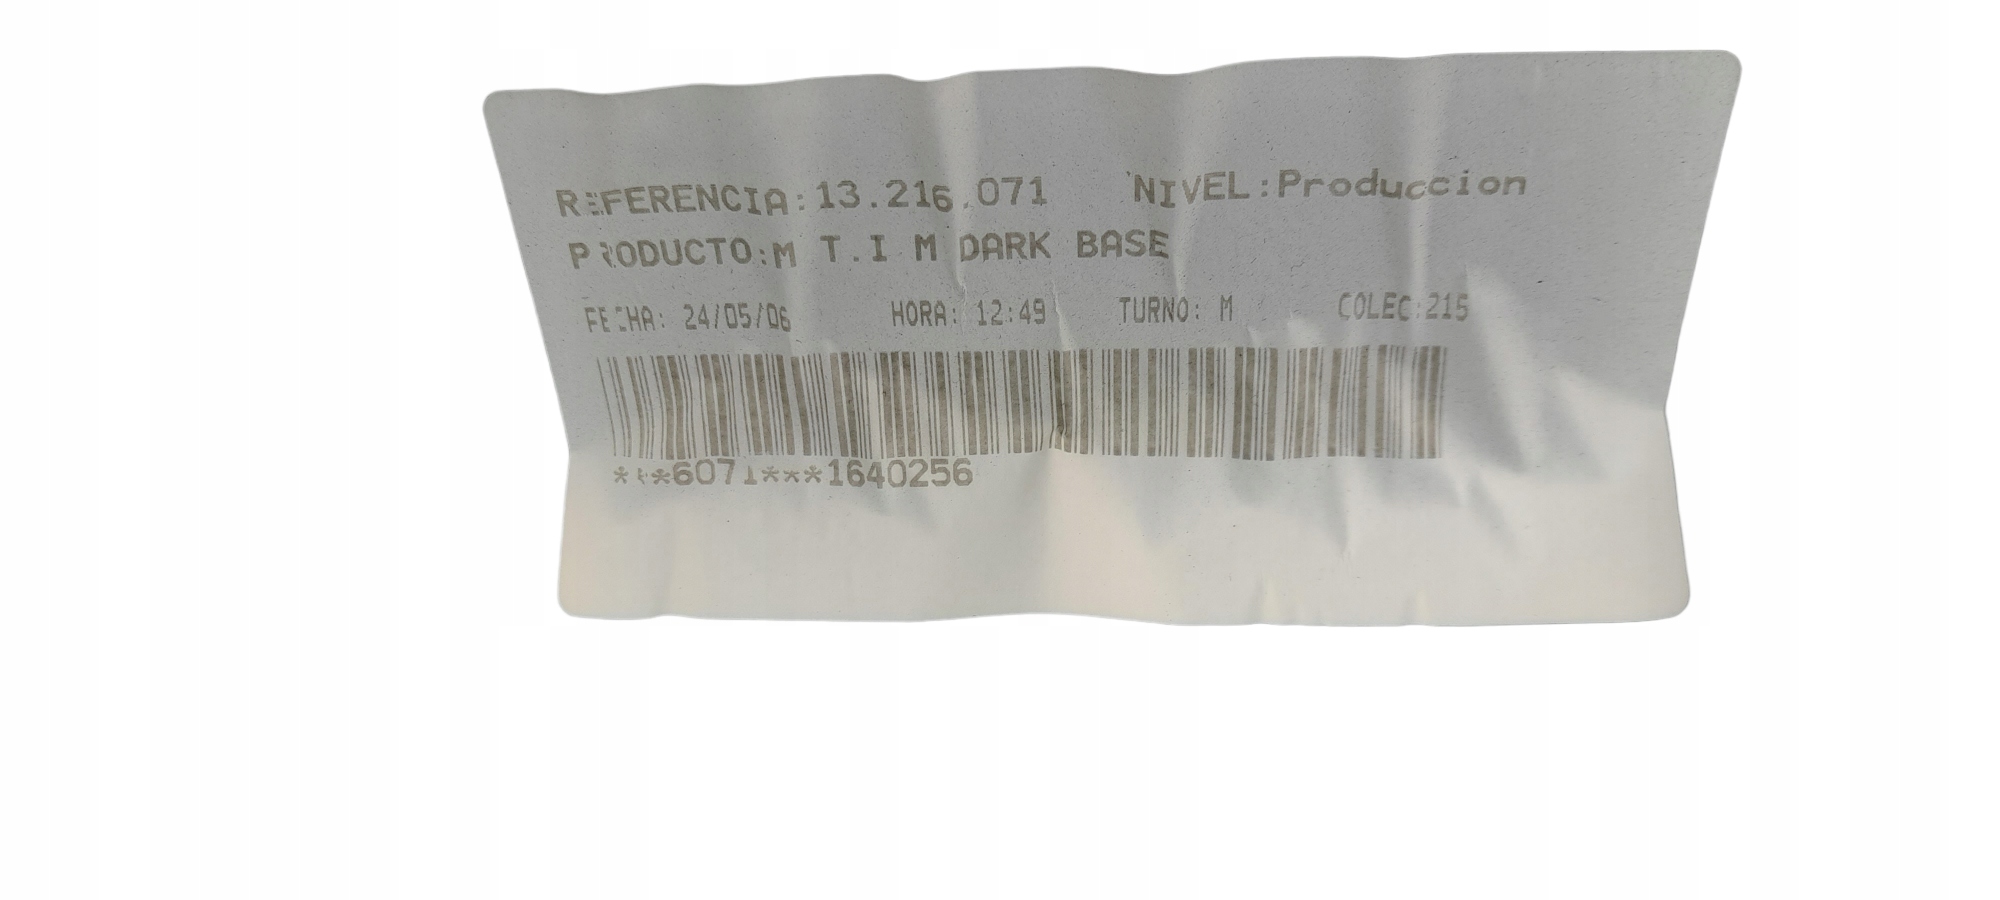 REFERENCIA:13.216.071 NIVEL:Produccion
PRODUCTO:M T.I M DARK BASE
FECHA: 24/05/06 HORA: 12:49 TURNO: M COLEC:215
***6071***1640256